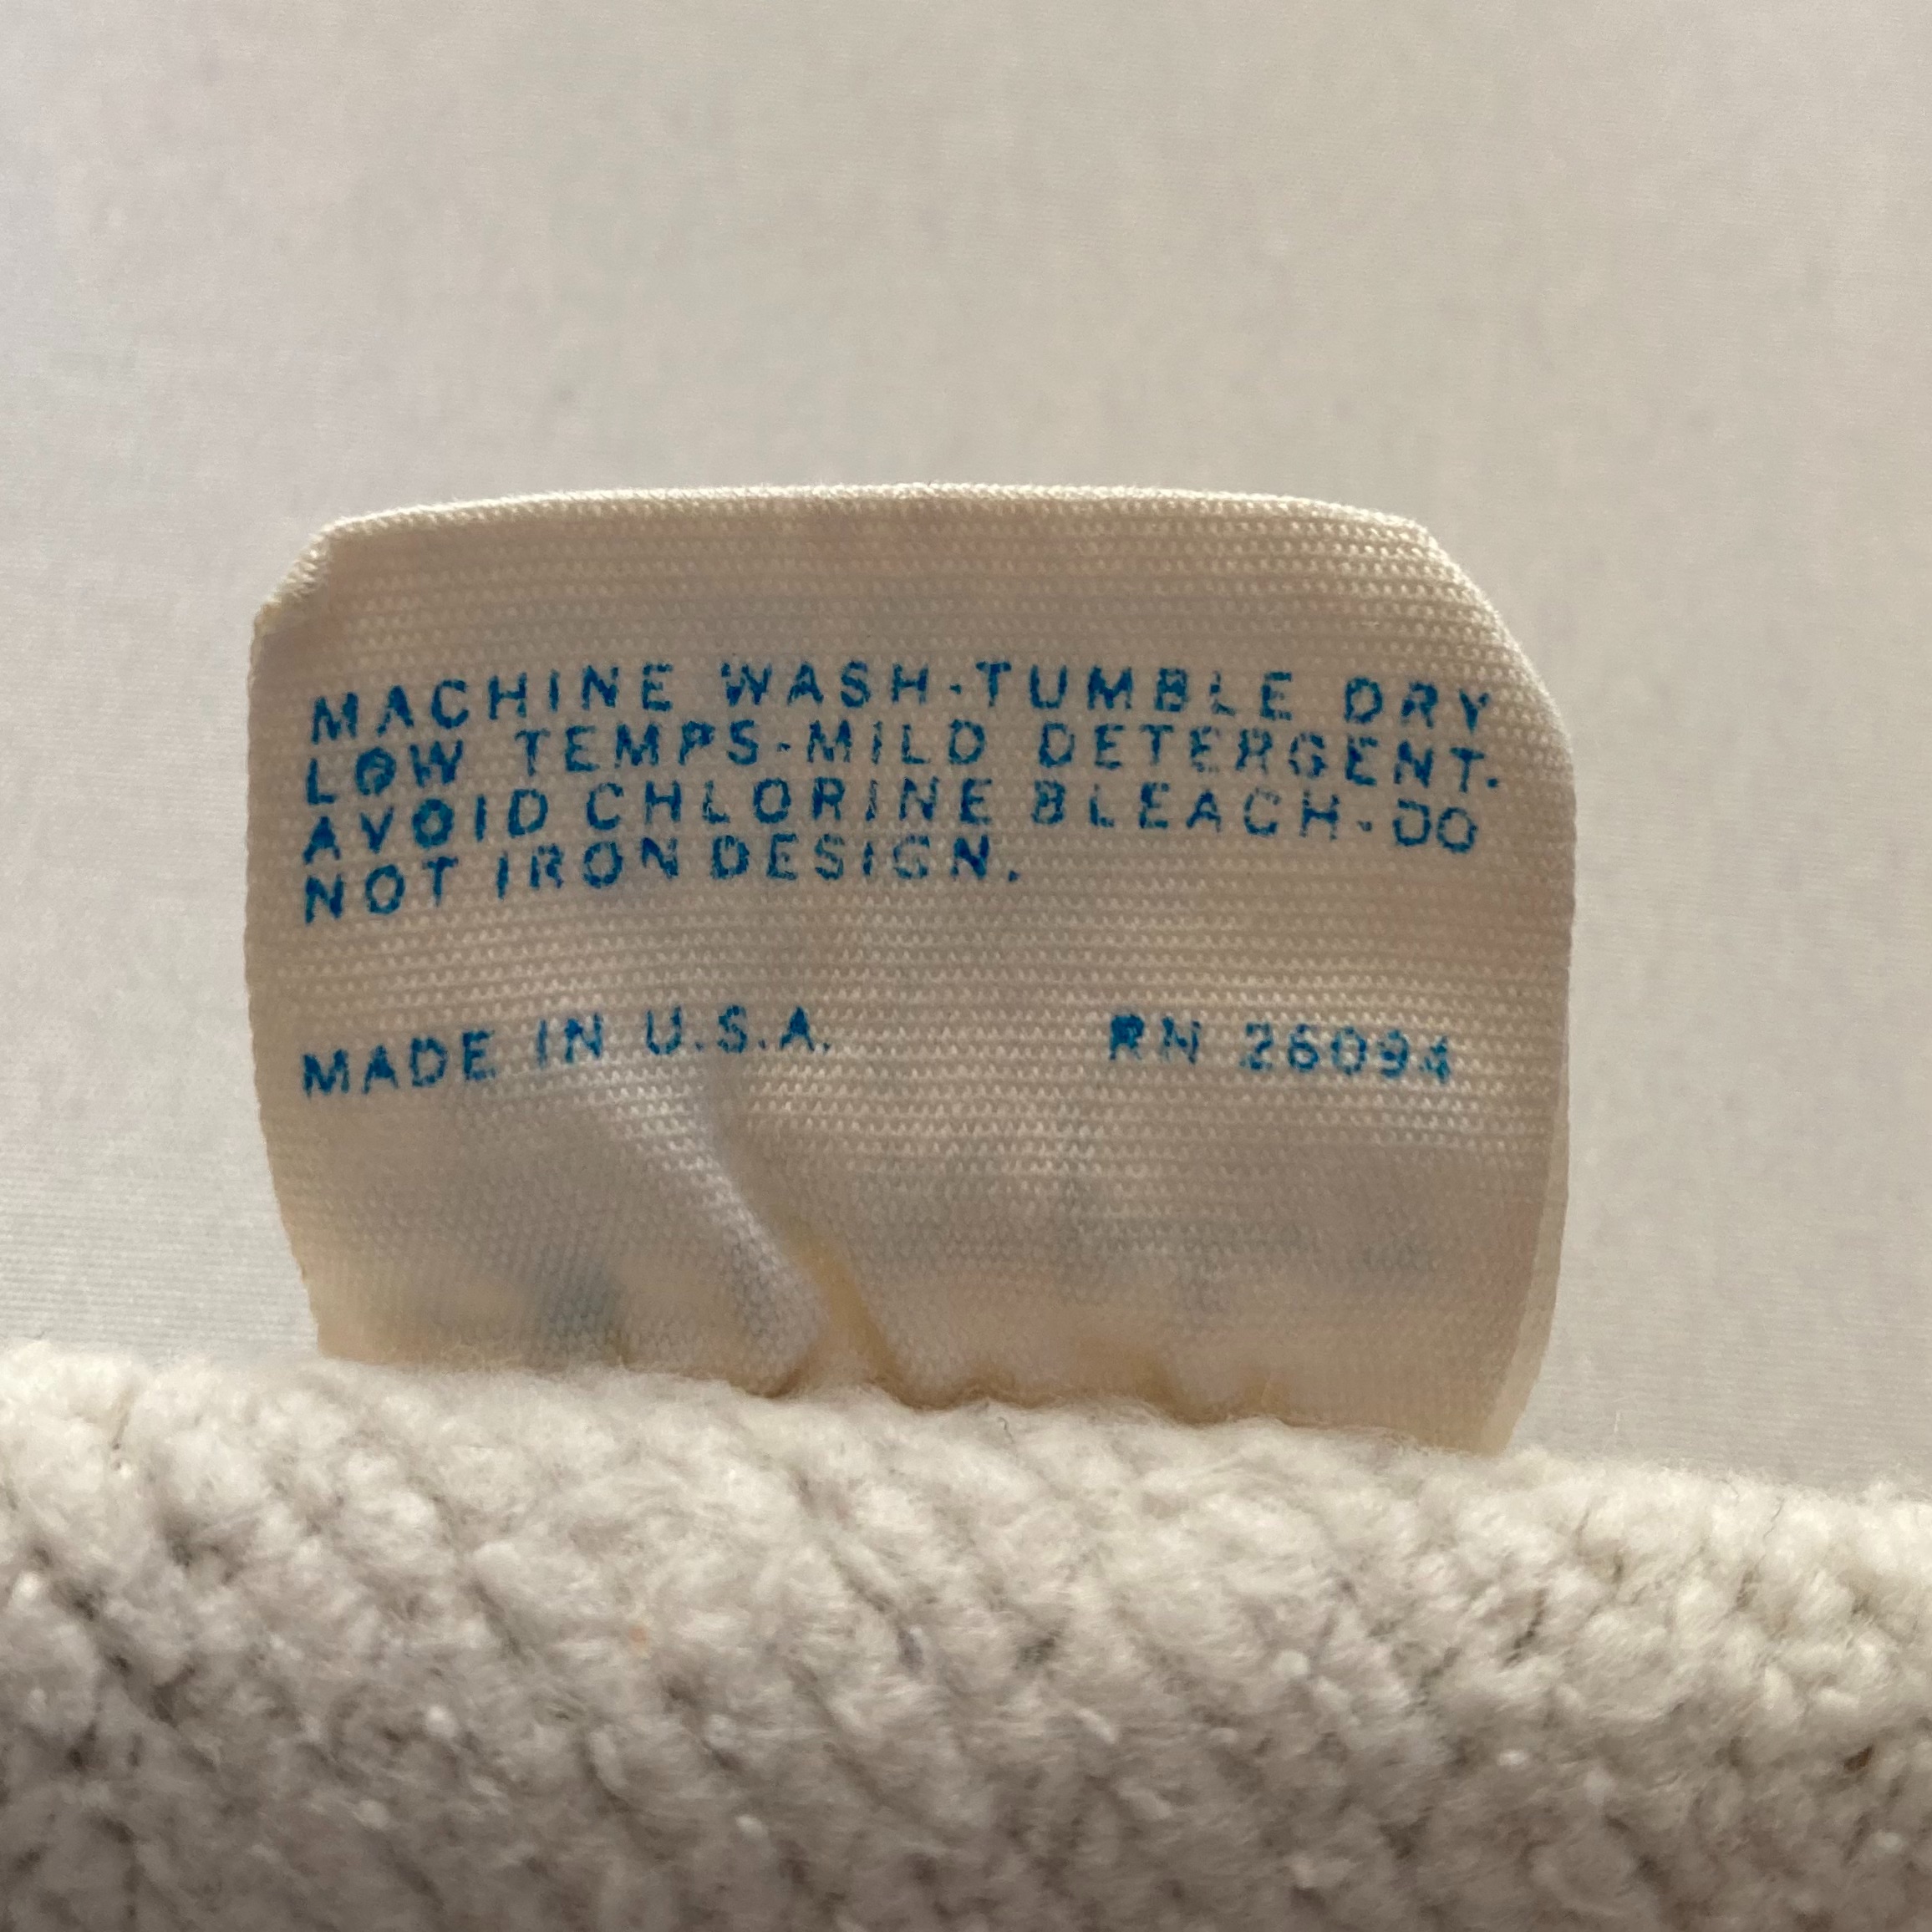 MACHINE WASH-TUMBLE DRY
LOW TEMPS-MILD DETERGENT.
AVOID CHLORINE BLEACH-DO
NOT IRON DESIGN.
MADE IN U.S.A. RN 26094